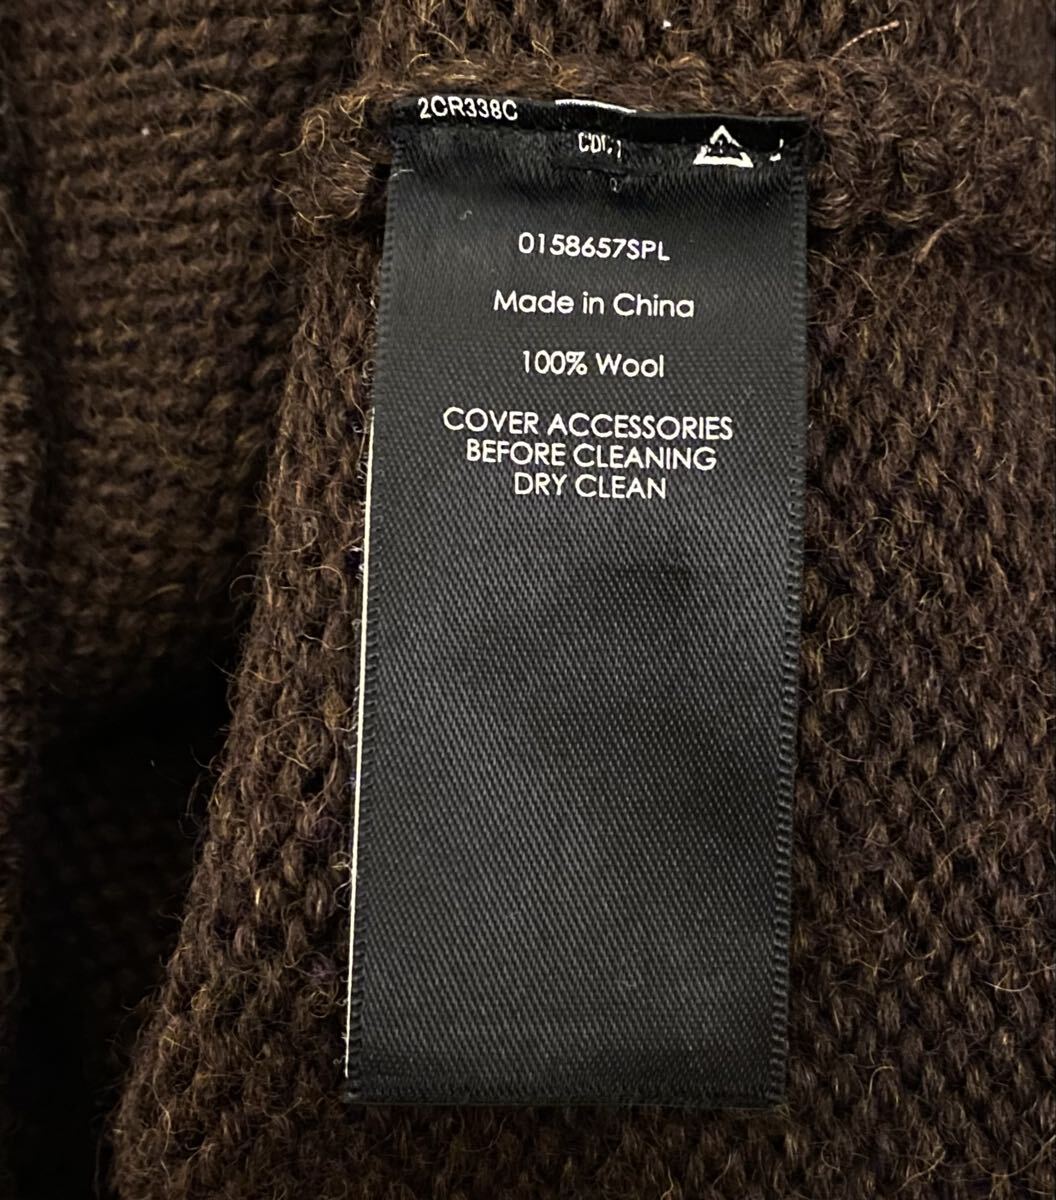 2CR338C
0158657SPL
Made in China
100% Wool
COVER ACCESSORIES
BEFORE CLEANING
DRY CLEAN